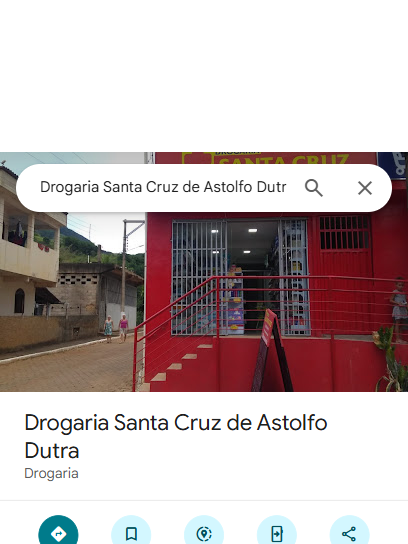 Drogaria Santa Cruz de Astolfo Dutr
SANTA CRUZ
Drogaria Santa Cruz de Astolfo
Dutra
Drogaria